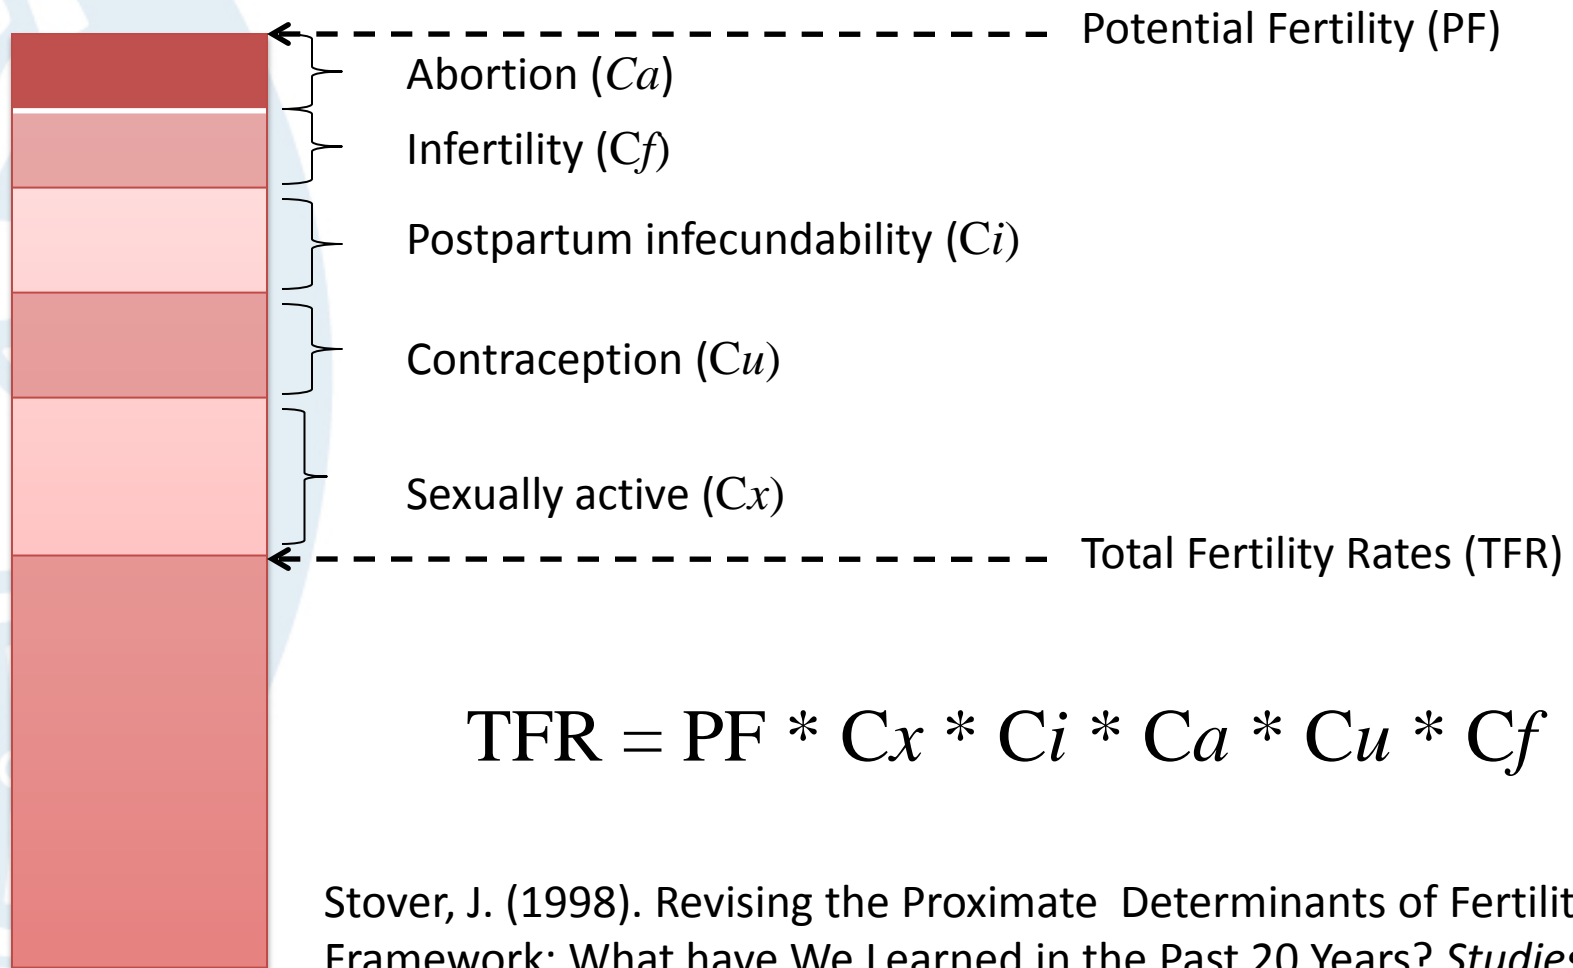 Potential Fertility (PF)
Abortion (Ca)
Infertility (Cf)
Postpartum infecundability (Ci)
Contraception (Cu)
Sexually active (Cx)
Total Fertility Rates (TFR)
TFR = PF * Cx * Ci * Ca * Cu * Cf
Stover, J. (1998). Revising the Proximate Determinants of Fertilit
Framework: What have We Learned in the Past 20 Years? Studies